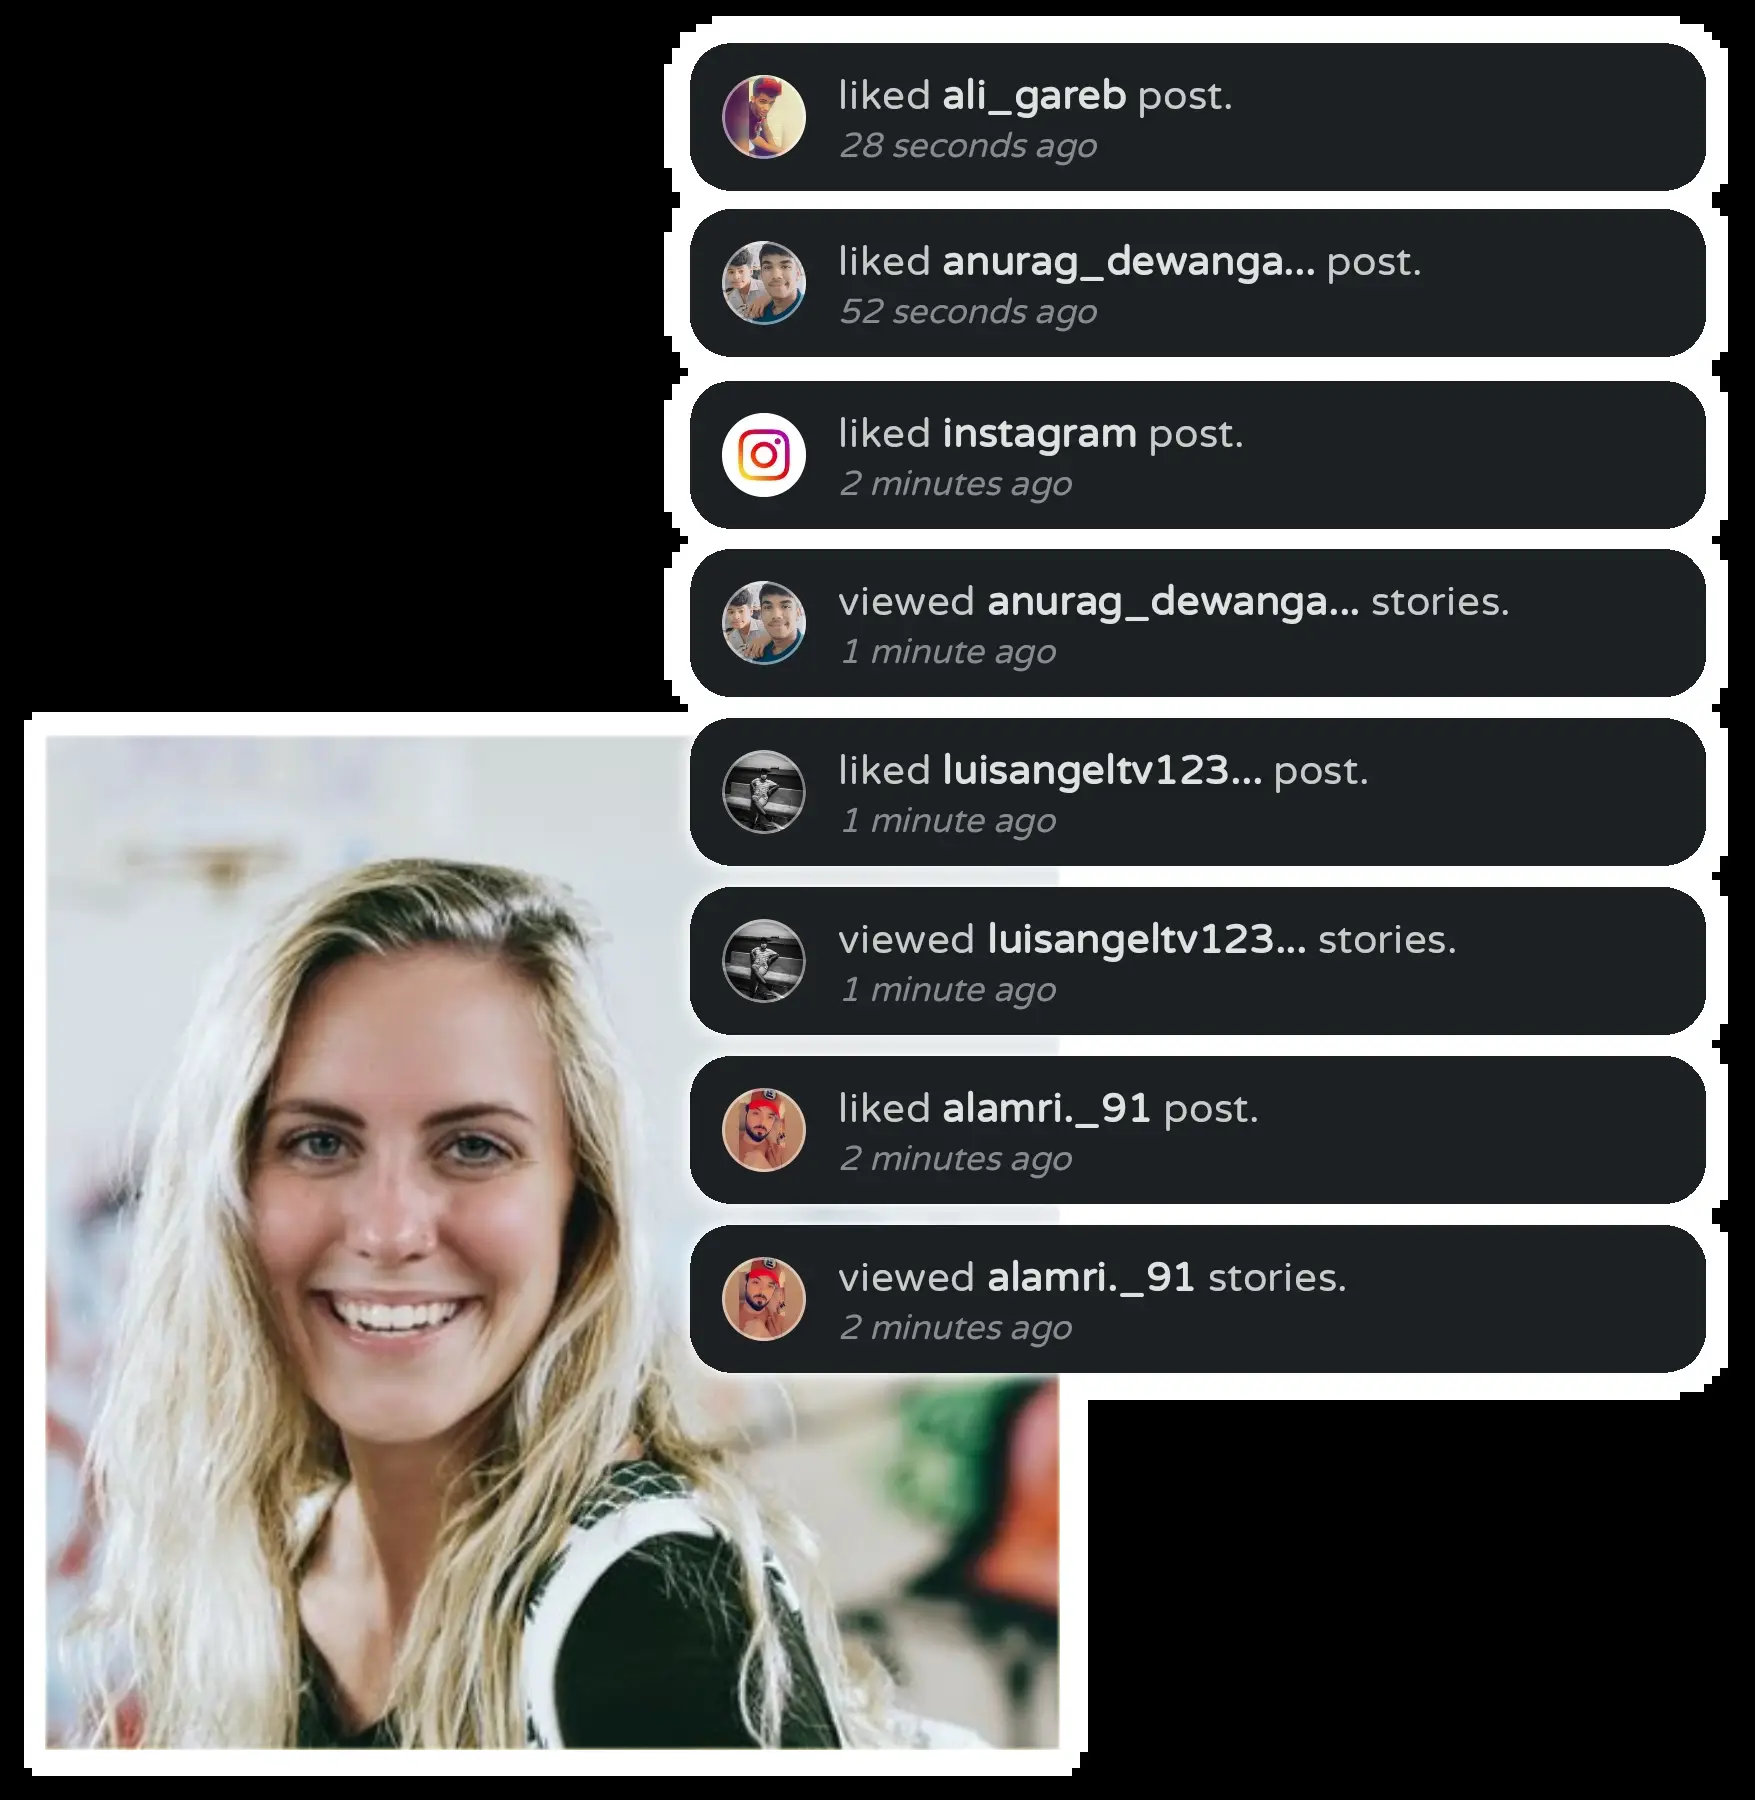 liked ali_gareb post.
28 seconds ago
liked anurag_dewanga... post.
52 seconds ago
liked instagram post.
2 minutes ago
viewed anurag_dewanga... stories.
1 minute ago
liked luisangeltv123... post.
1 minute ago
viewed luisangeltv123... stories.
1 minute ago
liked alamri._91 post.
2 minutes ago
viewed alamri._91 stories.
2 minutes ago